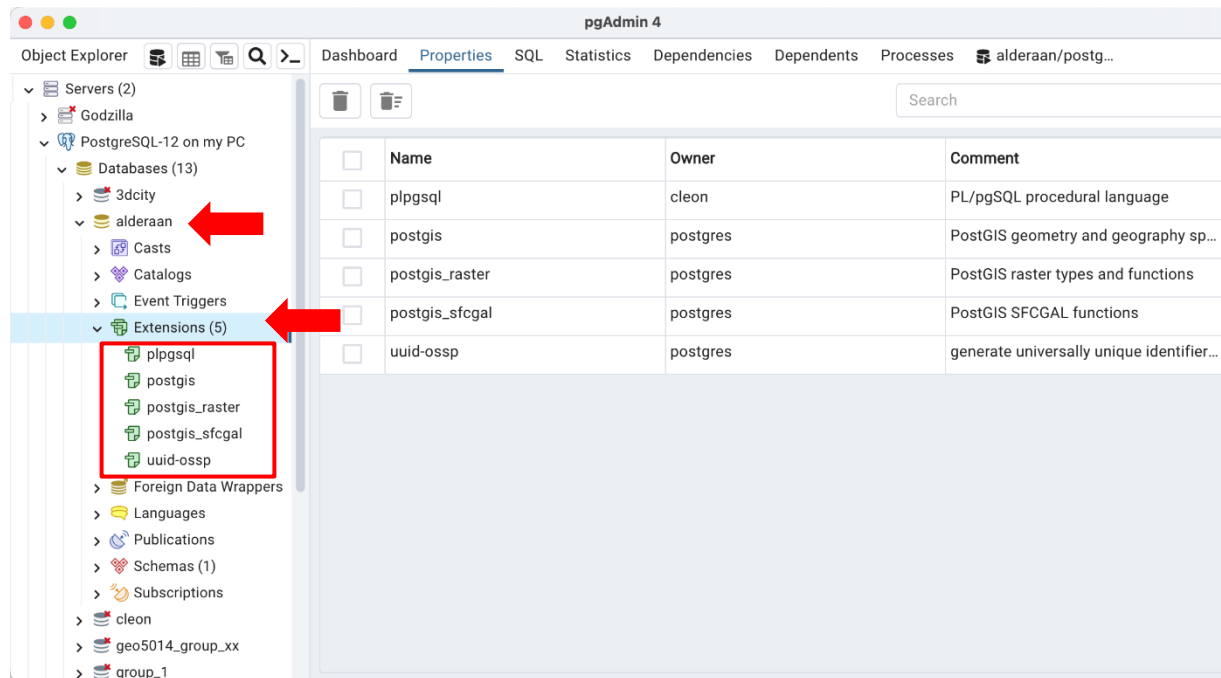 pgAdmin 4
Object Explorer
Dashboard Properties SQL Statistics Dependencies Dependents Processes alderaan/postg...
Servers (2)
Godzilla
PostgreSQL-12 on my PC
Databases (13)
3dcity
alderaan
Casts
Catalogs
Event Triggers
Extensions (5)
plpgsql
postgis
postgis_raster
postgis_sfcgal
uuid-ossp
Foreign Data Wrappers
Languages
Publications
Schemas (1)
Subscriptions
cleon
geo5014_group_xx
group_1
Search
Name Owner Comment
plpgsql cleon PL/pgSQL procedural language
postgis postgres PostGIS geometry and geography sp...
postgis_raster postgres PostGIS raster types and functions
postgis_sfcgal postgres PostGIS SFCGAL functions
uuid-ossp postgres generate universally unique identifier...